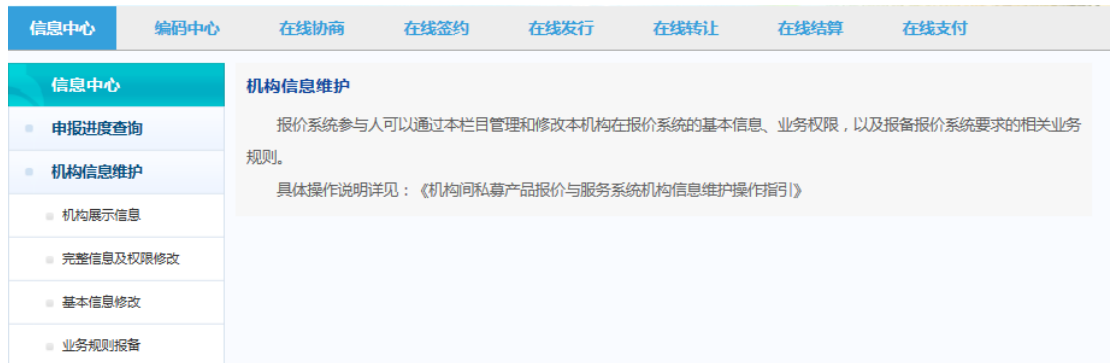 信息中心 编码中心 在线协商 在线签约 在线发行 在线转让 在线结算 在线支付
信息中心
申报进度查询
机构信息维护
机构展示信息
完整信息及权限修改
基本信息修改
业务规则报备
机构信息维护
报价系统参与人可以通过本栏目管理和修改本机构在报价系统的基本信息、业务权限，以及报备报价系统要求的相关业务
规则。
具体操作说明详见：《机构间私募产品报价与服务系统机构信息维护操作指引》